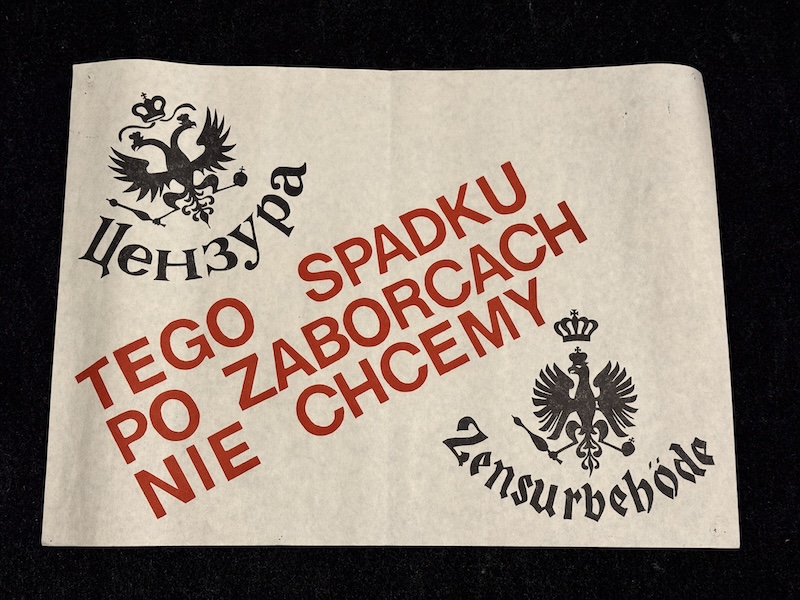 Цензура
TEGO SPADKU
PO ZABORCACH
NIE CHCEMY
Zensurbehöde